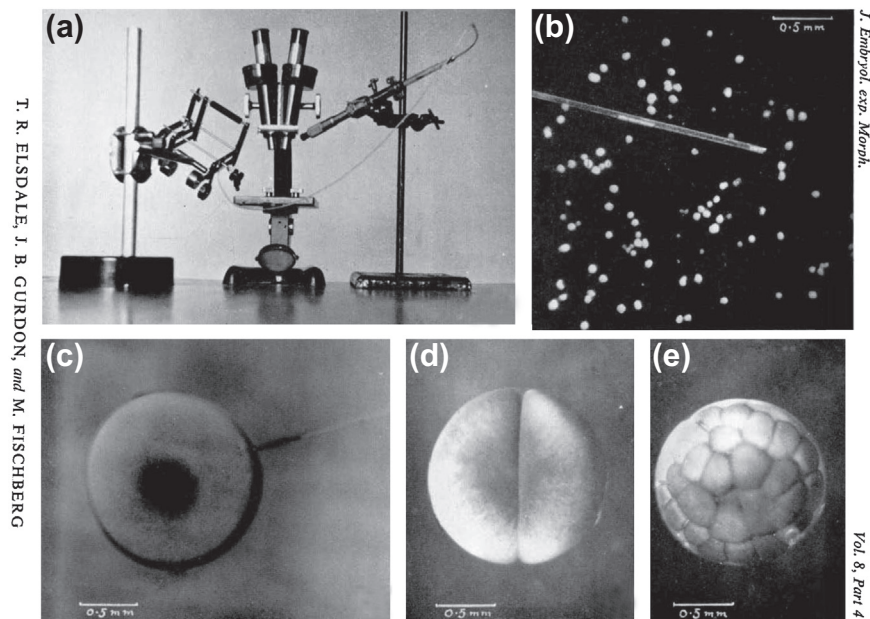 T. R. ELSDALE, J. B. GURDON, and M. FISCHBERG
(a)
(b)
0.5 mm
J. Embryol. exp. Morph.
(c)
0.5 mm
(d)
0.5 mm
(e)
0.5 mm
Vol. 8, Part 4